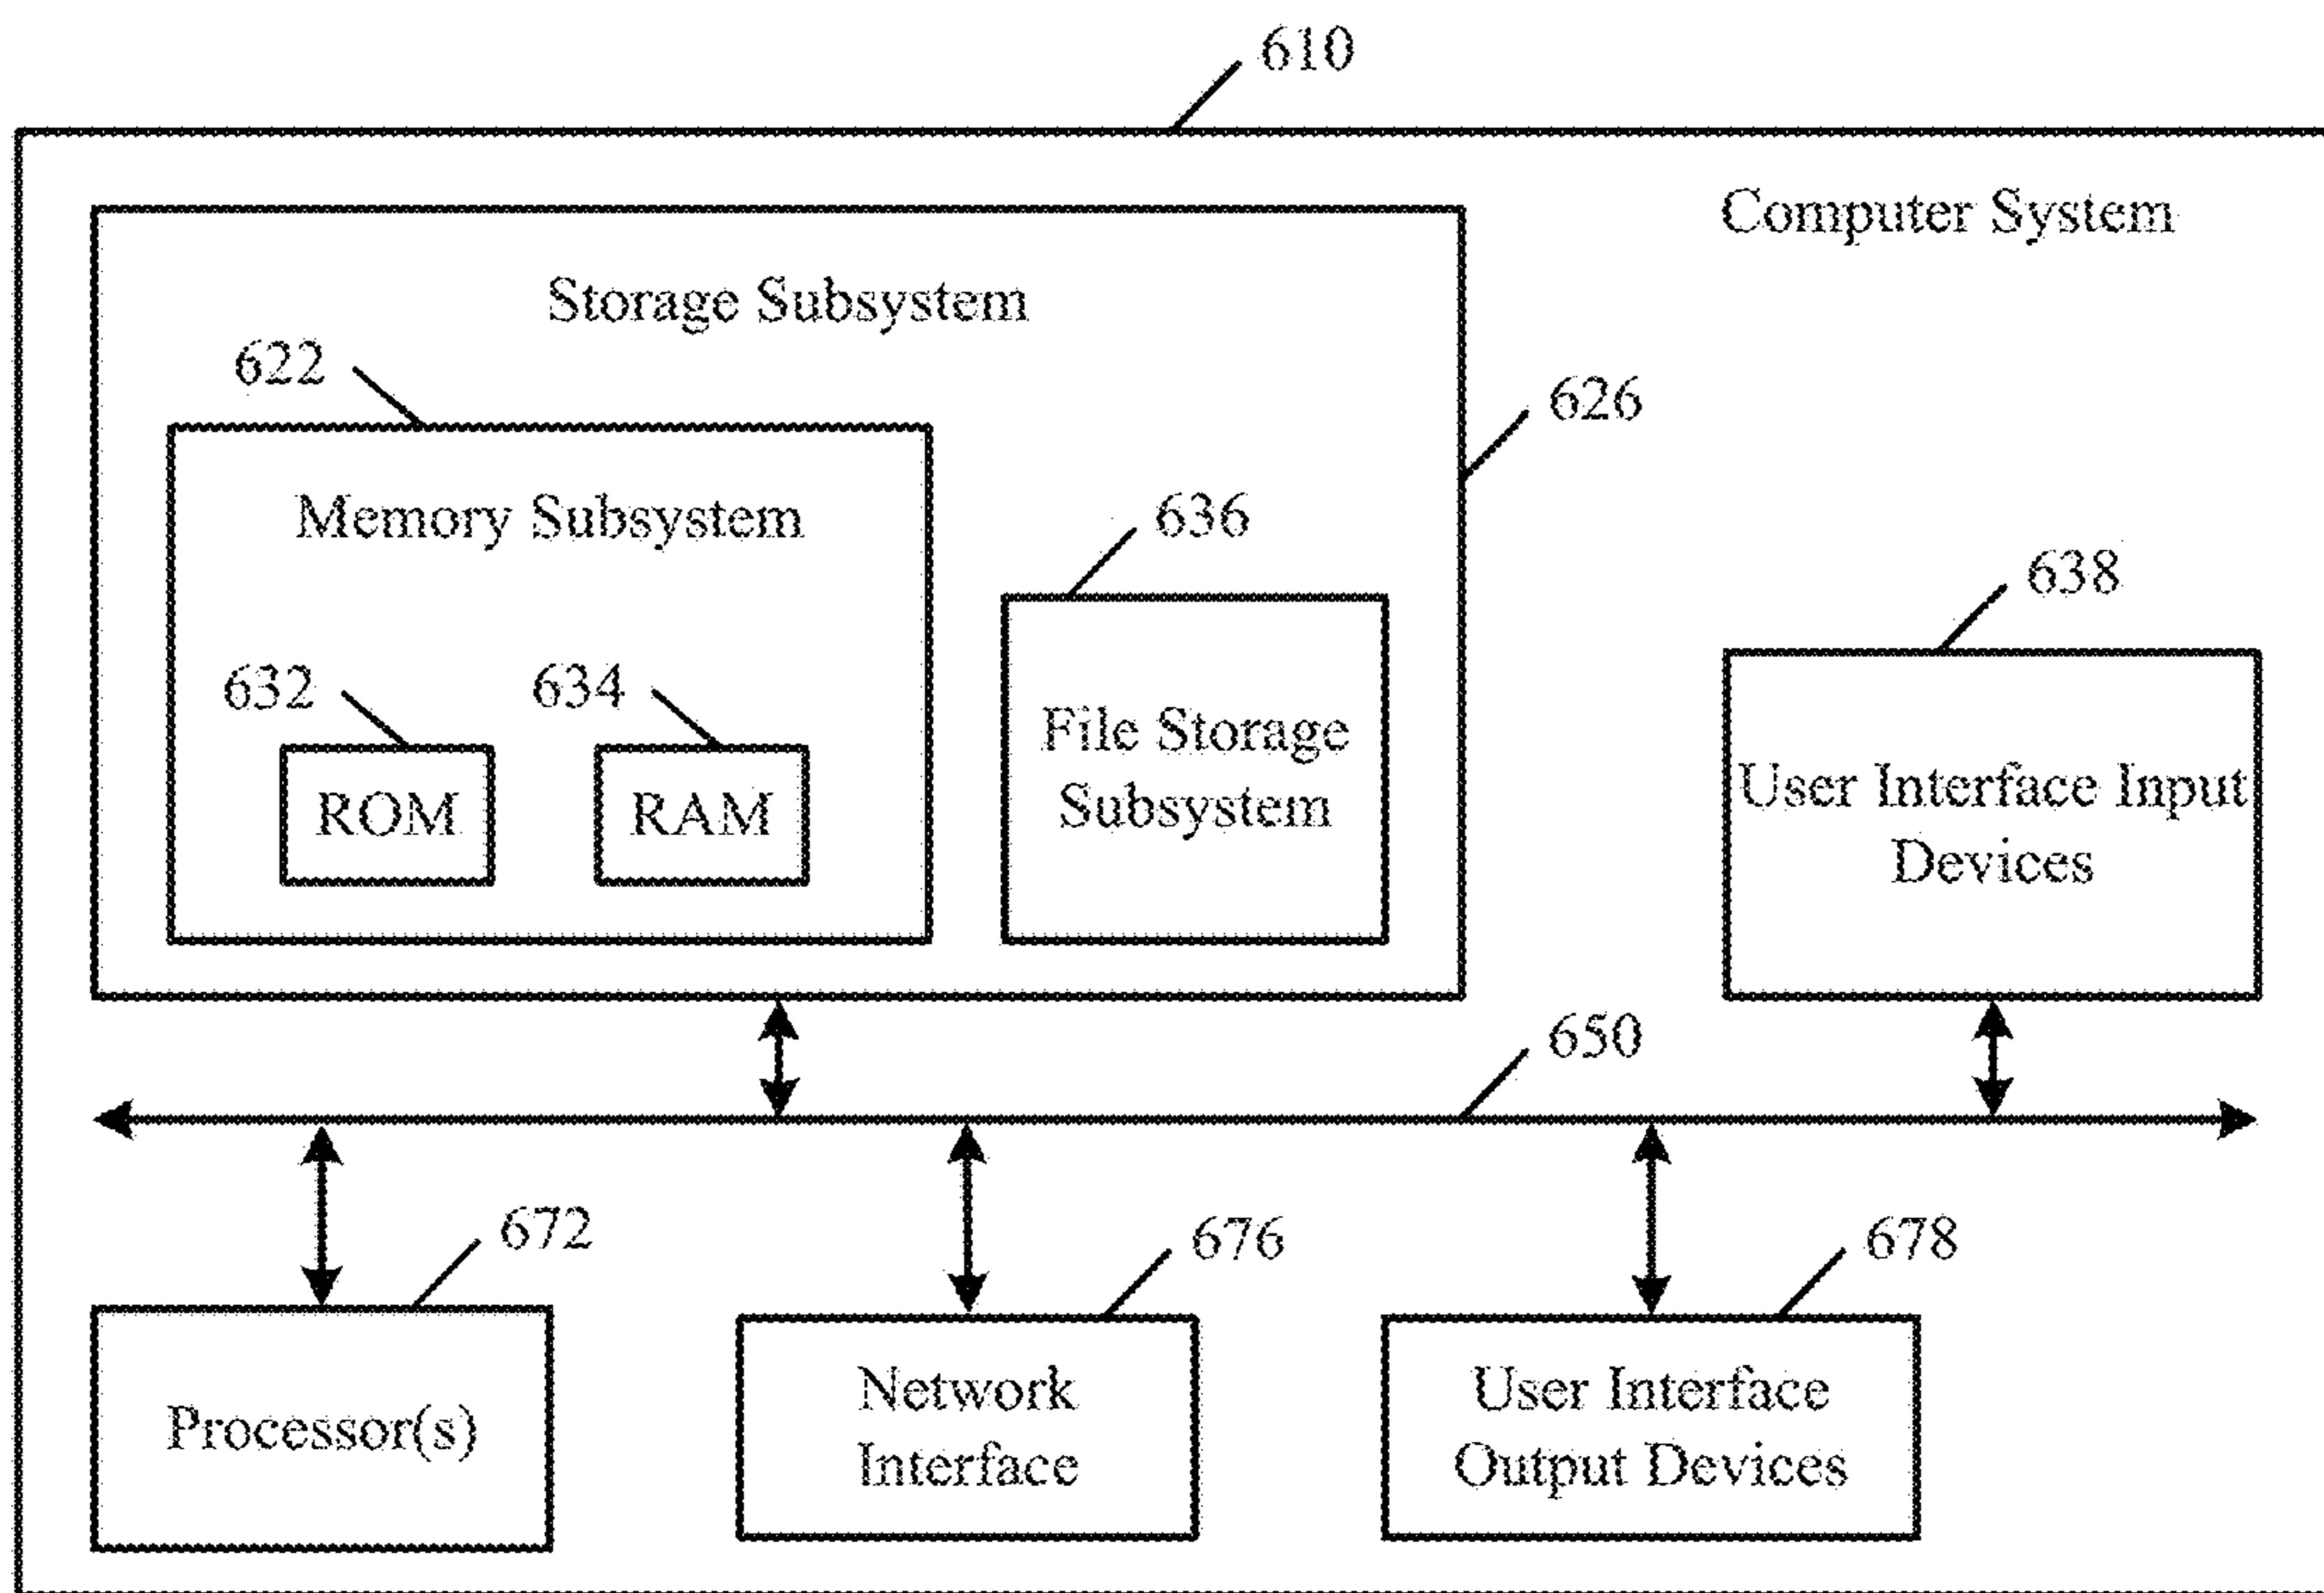 610
Computer System
Storage Subsystem
622
626
Memory Subsystem
636
638
632
634
File Storage
Subsystem
ROM
RAM
User Interface Input
Devices
650
672
676
678
Processor(s)
Network
Interface
User Interface
Output Devices